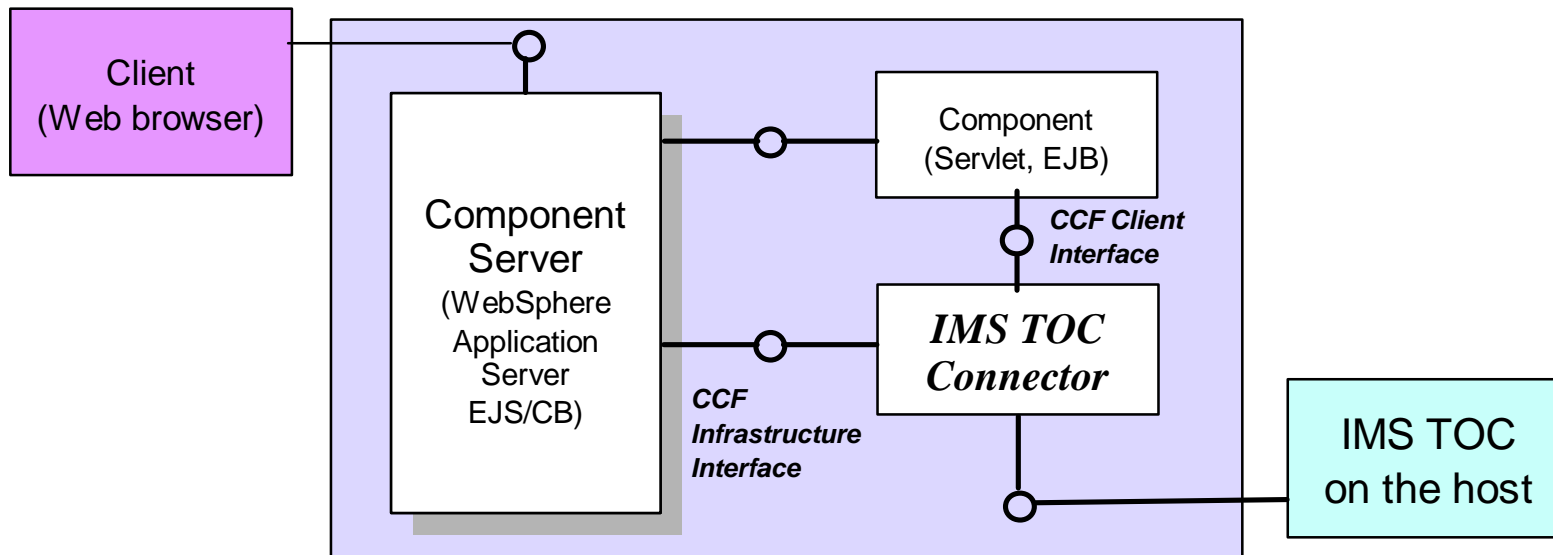 Client
(Web browser)
Component
Server
(WebSphere
Application
Server
EJS/CB)
Component
(Servlet, EJB)
CCF Client
Interface
IMS TOC
Connector
CCF
Infrastructure
Interface
IMS TOC
on the host